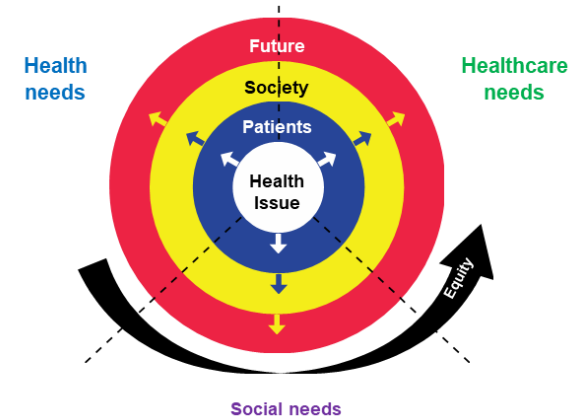 Future
Health
needs
Healthcare
needs
Society
Patients
Health
Issue
Equity
Social needs